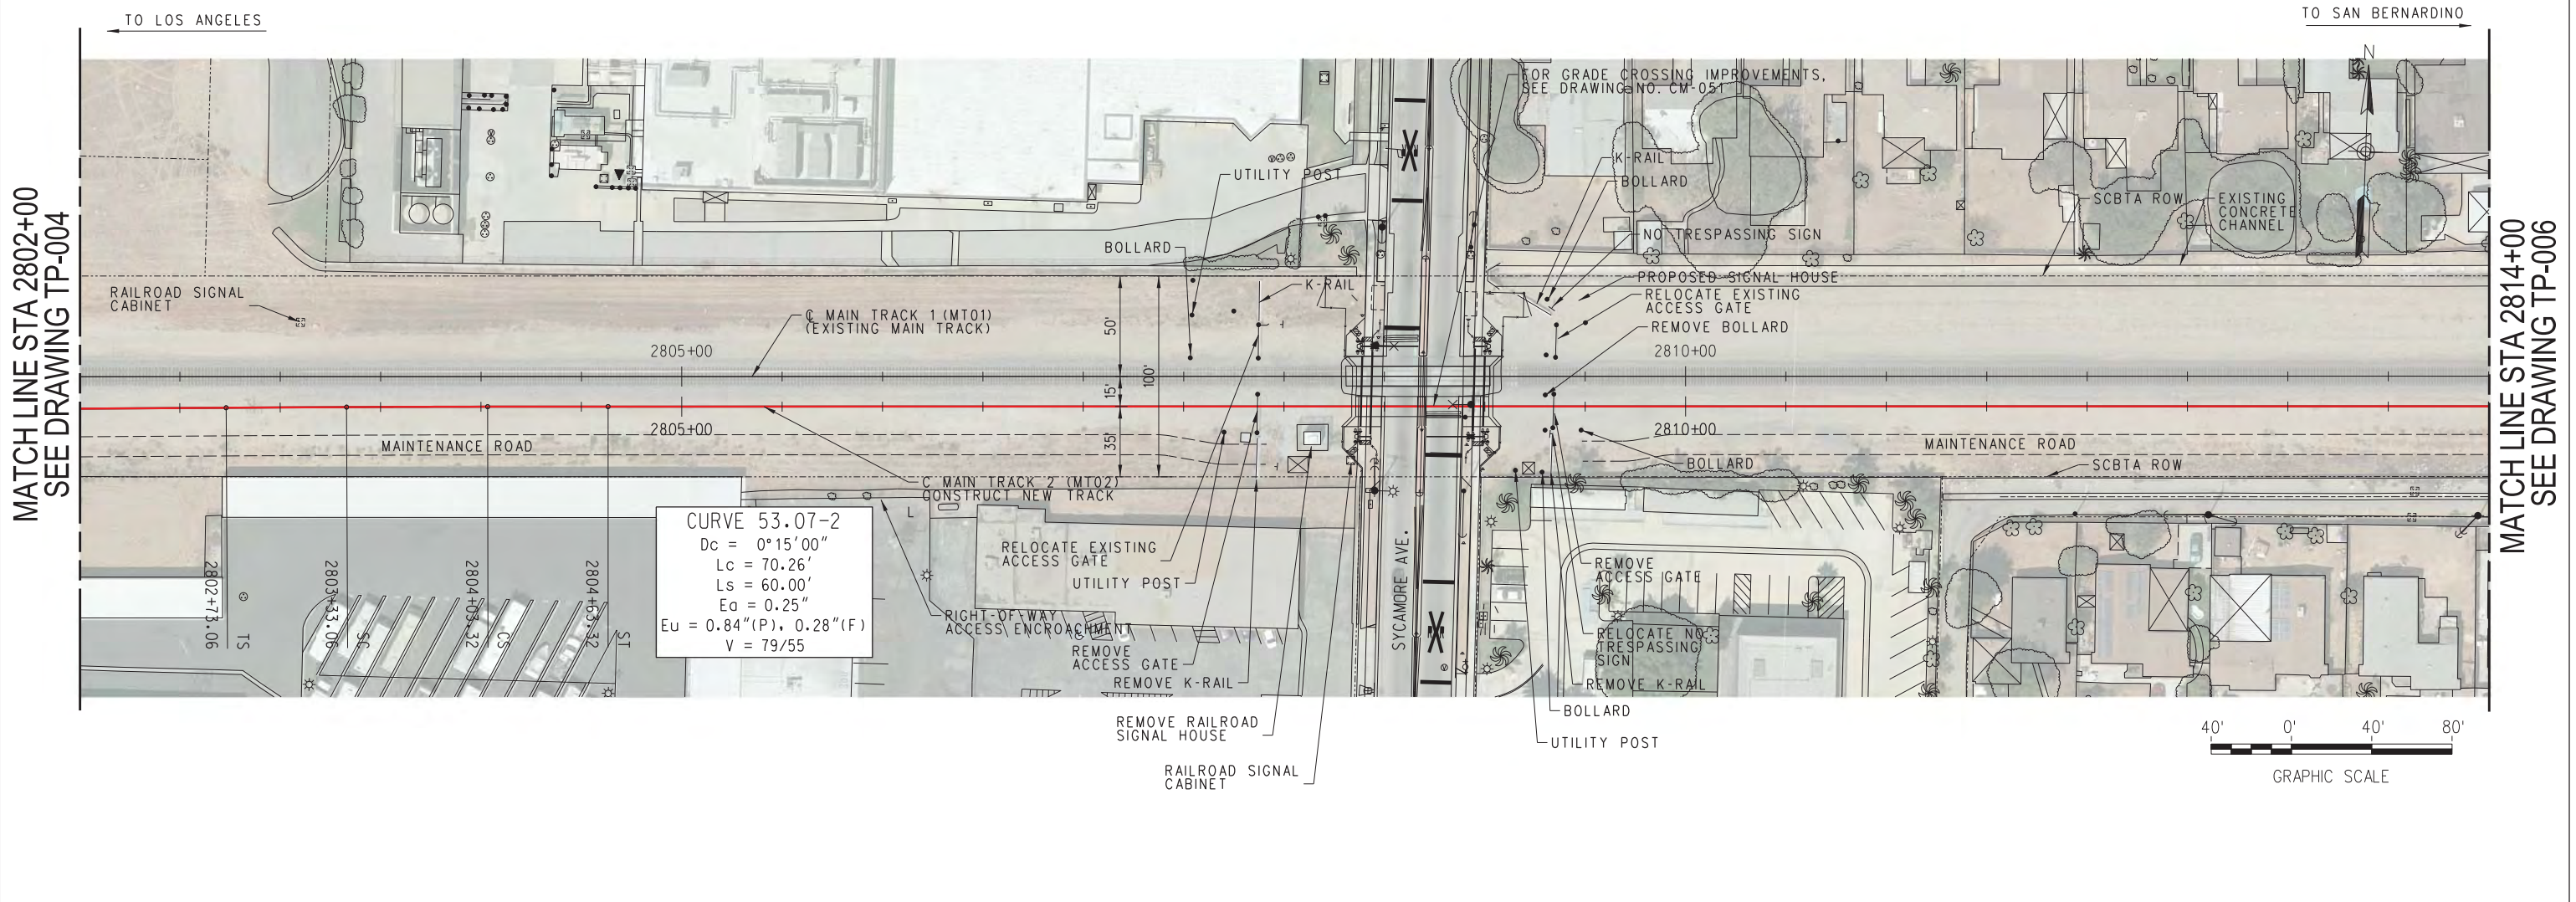 TO LOS ANGELES
TO SAN BERNARDINO
N
FOR GRADE CROSSING IMPROVEMENTS,
SEE DRAWING NO. CM-051
K-RAIL
UTILITY POST
BOLLARD
SCBTA ROW
EXISTING
CONCRETE
CHANNEL
NO TRESPASSING SIGN
BOLLARD
PROPOSED SIGNAL HOUSE
RAILROAD SIGNAL
CABINET
K-RAIL
RELOCATE EXISTING
ACCESS GATE
℄ MAIN TRACK 1 (MT01)
(EXISTING MAIN TRACK)
50'
REMOVE BOLLARD
2805+00
2810+00
MATCH LINE STA 2802+00
SEE DRAWING TP-004
MATCH LINE STA 2814+00
SEE DRAWING TP-006
15'
100'
2805+00
2810+00
35'
MAINTENANCE ROAD
MAINTENANCE ROAD
BOLLARD
SCBTA ROW
C MAIN TRACK 2 (MT02)
CONSTRUCT NEW TRACK
L
CURVE 53.07-2
Dc = 0°15'00"
Lc = 70.26'
Ls = 60.00'
Ea = 0.25"
Eu = 0.84"(P), 0.28"(F)
V = 79/55
2802+73.06
TS
2803+33.06
SC
2804+03.32
CS
2804+63.32
ST
RELOCATE EXISTING
ACCESS GATE
UTILITY POST
SYCAMORE AVE.
REMOVE
ACCESS GATE
RIGHT-OF-WAY
ACCESS ENCROACHMENT
REMOVE
ACCESS GATE
REMOVE K-RAIL
RELOCATE NO
TRESPASSING
SIGN
REMOVE K-RAIL
BOLLARD
REMOVE RAILROAD
SIGNAL HOUSE
UTILITY POST
RAILROAD SIGNAL
CABINET
40' 0' 40' 80'
GRAPHIC SCALE